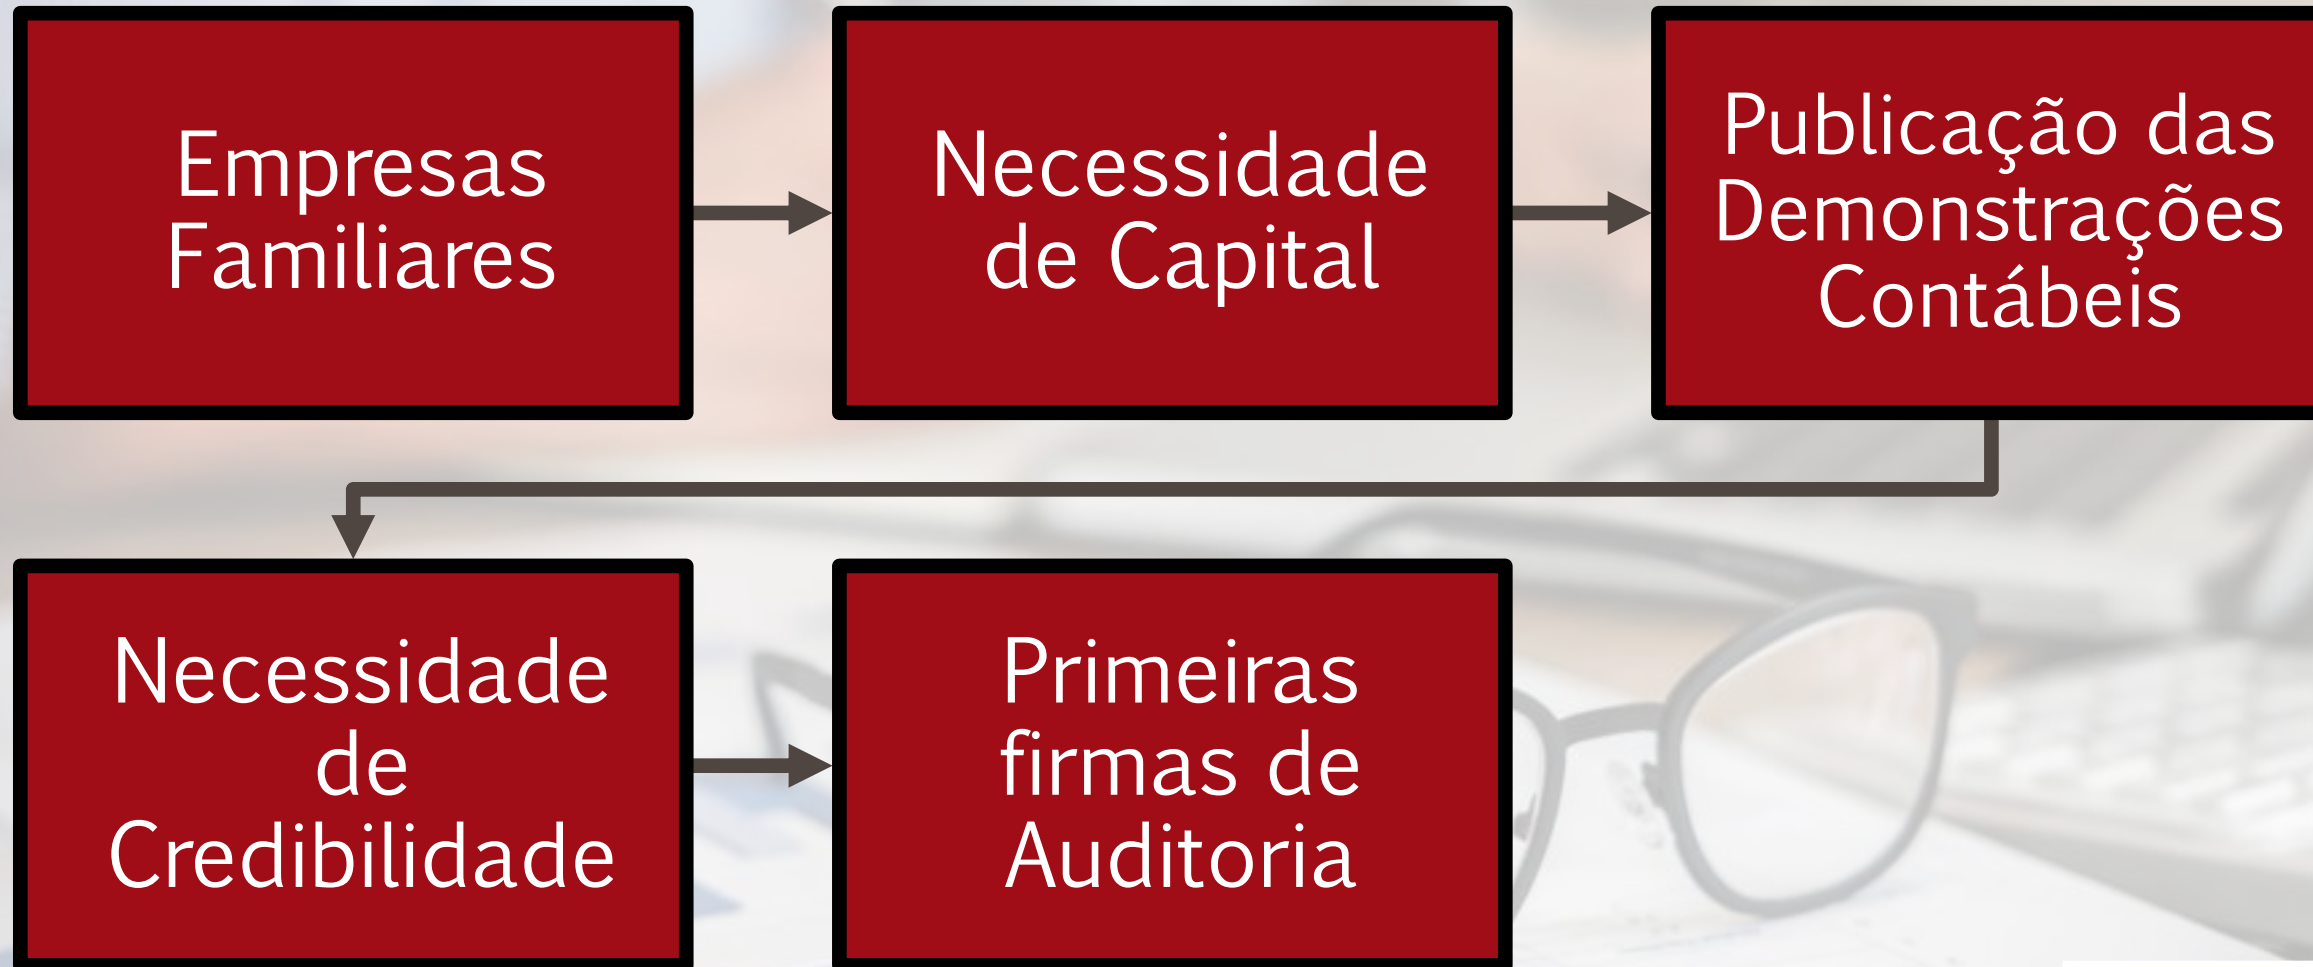 Empresas
Familiares
Necessidade
de Capital
Publicação das
Demonstrações
Contábeis
Necessidade
de
Credibilidade
Primeiras
firmas de
Auditoria